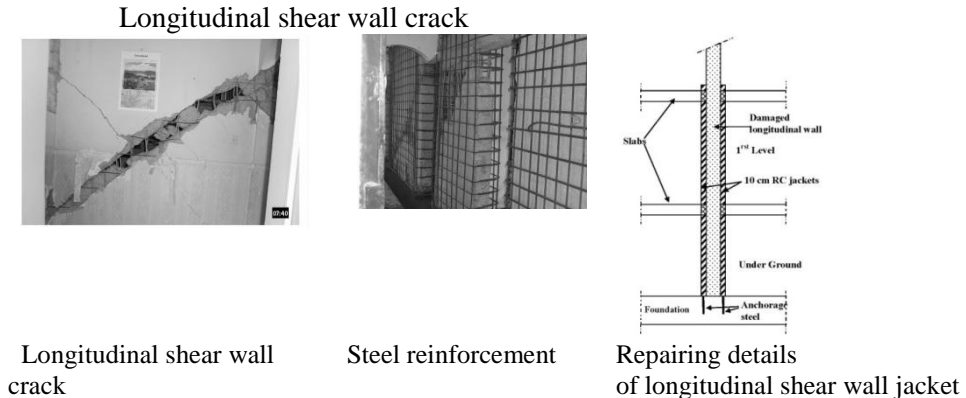 Longitudinal shear wall crack
07:40
Slabs
Damaged
longitudinal wall
1rst Level
10 cm RC jackets
Under Ground
Foundation
Anchorage
steel
Longitudinal shear wall
crack
Steel reinforcement
Repairing details
of longitudinal shear wall jacket